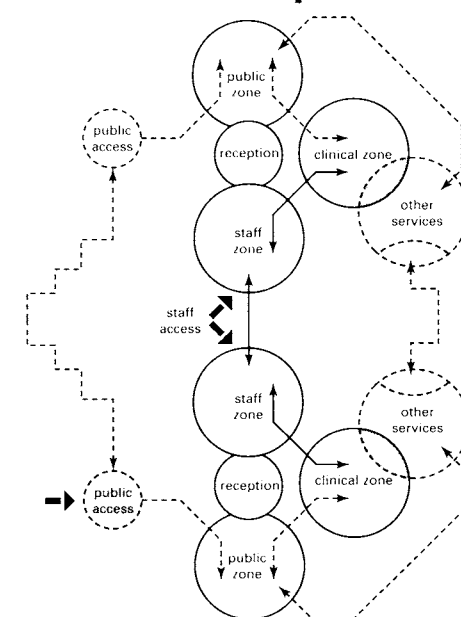 public
zone
public
access
reception
clinical zone
other
services
staff
zone
staff
access
staff
zone
other
services
reception
clinical zone
public
access
public
zone